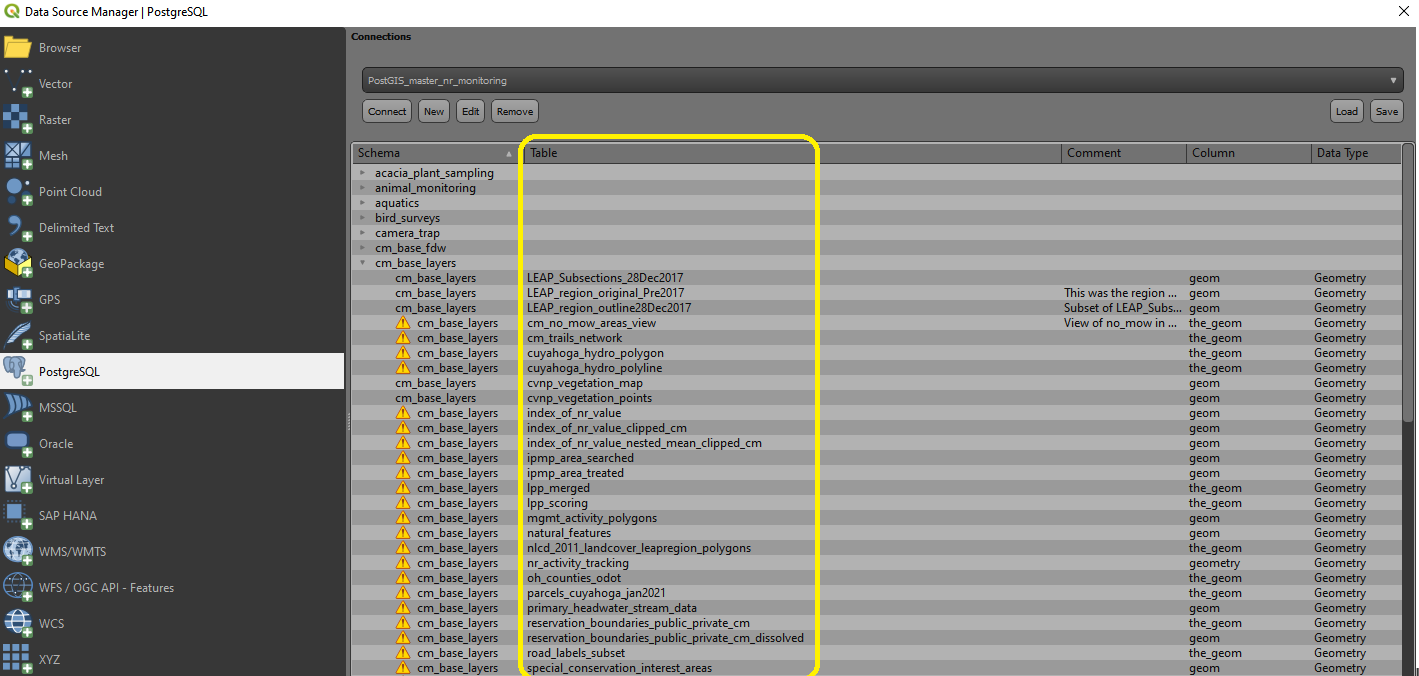 Data Source Manager | PostgreSQL
Browser
Vector
Raster
Mesh
Point Cloud
Delimited Text
GeoPackage
GPS
SpatiaLite
PostgreSQL
MSSQL
Oracle
Virtual Layer
SAP HANA
WMS/WMTS
WFS / OGC API - Features
WCS
XYZ
Connections
PostGIS_master_nr_monitoring
Connect New Edit Remove Load Save
Schema Table Comment Column Data Type
acacia_plant_sampling
animal_monitoring
aquatics
bird_surveys
camera_trap
cm_base_fdw
cm_base_layers
cm_base_layers LEAP_Subsections_28Dec2017 geom Geometry
cm_base_layers LEAP_region_original_Pre2017 This was the region ... geom Geometry
cm_base_layers LEAP_region_outline28Dec2017 Subset of LEAP_Subs... geom Geometry
cm_base_layers cm_no_mow_areas_view View of no_mow in ... the_geom Geometry
cm_base_layers cm_trails_network the_geom Geometry
cm_base_layers cuyahoga_hydro_polygon the_geom Geometry
cm_base_layers cuyahoga_hydro_polyline the_geom Geometry
cm_base_layers cvnp_vegetation_map geom Geometry
cm_base_layers cvnp_vegetation_points geom Geometry
cm_base_layers index_of_nr_value geom Geometry
cm_base_layers index_of_nr_value_clipped_cm geom Geometry
cm_base_layers index_of_nr_value_nested_mean_clipped_cm geom Geometry
cm_base_layers ipmp_area_searched geom Geometry
cm_base_layers ipmp_area_treated geom Geometry
cm_base_layers lpp_merged the_geom Geometry
cm_base_layers lpp_scoring the_geom Geometry
cm_base_layers mgmt_activity_polygons geom Geometry
cm_base_layers natural_features geom Geometry
cm_base_layers nlcd_2011_landcover_leapregion_polygons the_geom Geometry
cm_base_layers nr_activity_tracking geometry Geometry
cm_base_layers oh_counties_odot the_geom Geometry
cm_base_layers parcels_cuyahoga_jan2021 the_geom Geometry
cm_base_layers primary_headwater_stream_data geom Geometry
cm_base_layers reservation_boundaries_public_private_cm the_geom Geometry
cm_base_layers reservation_boundaries_public_private_cm_dissolved geom Geometry
cm_base_layers road_labels_subset the_geom Geometry
cm_base_layers special_conservation_interest_areas geom Geometry